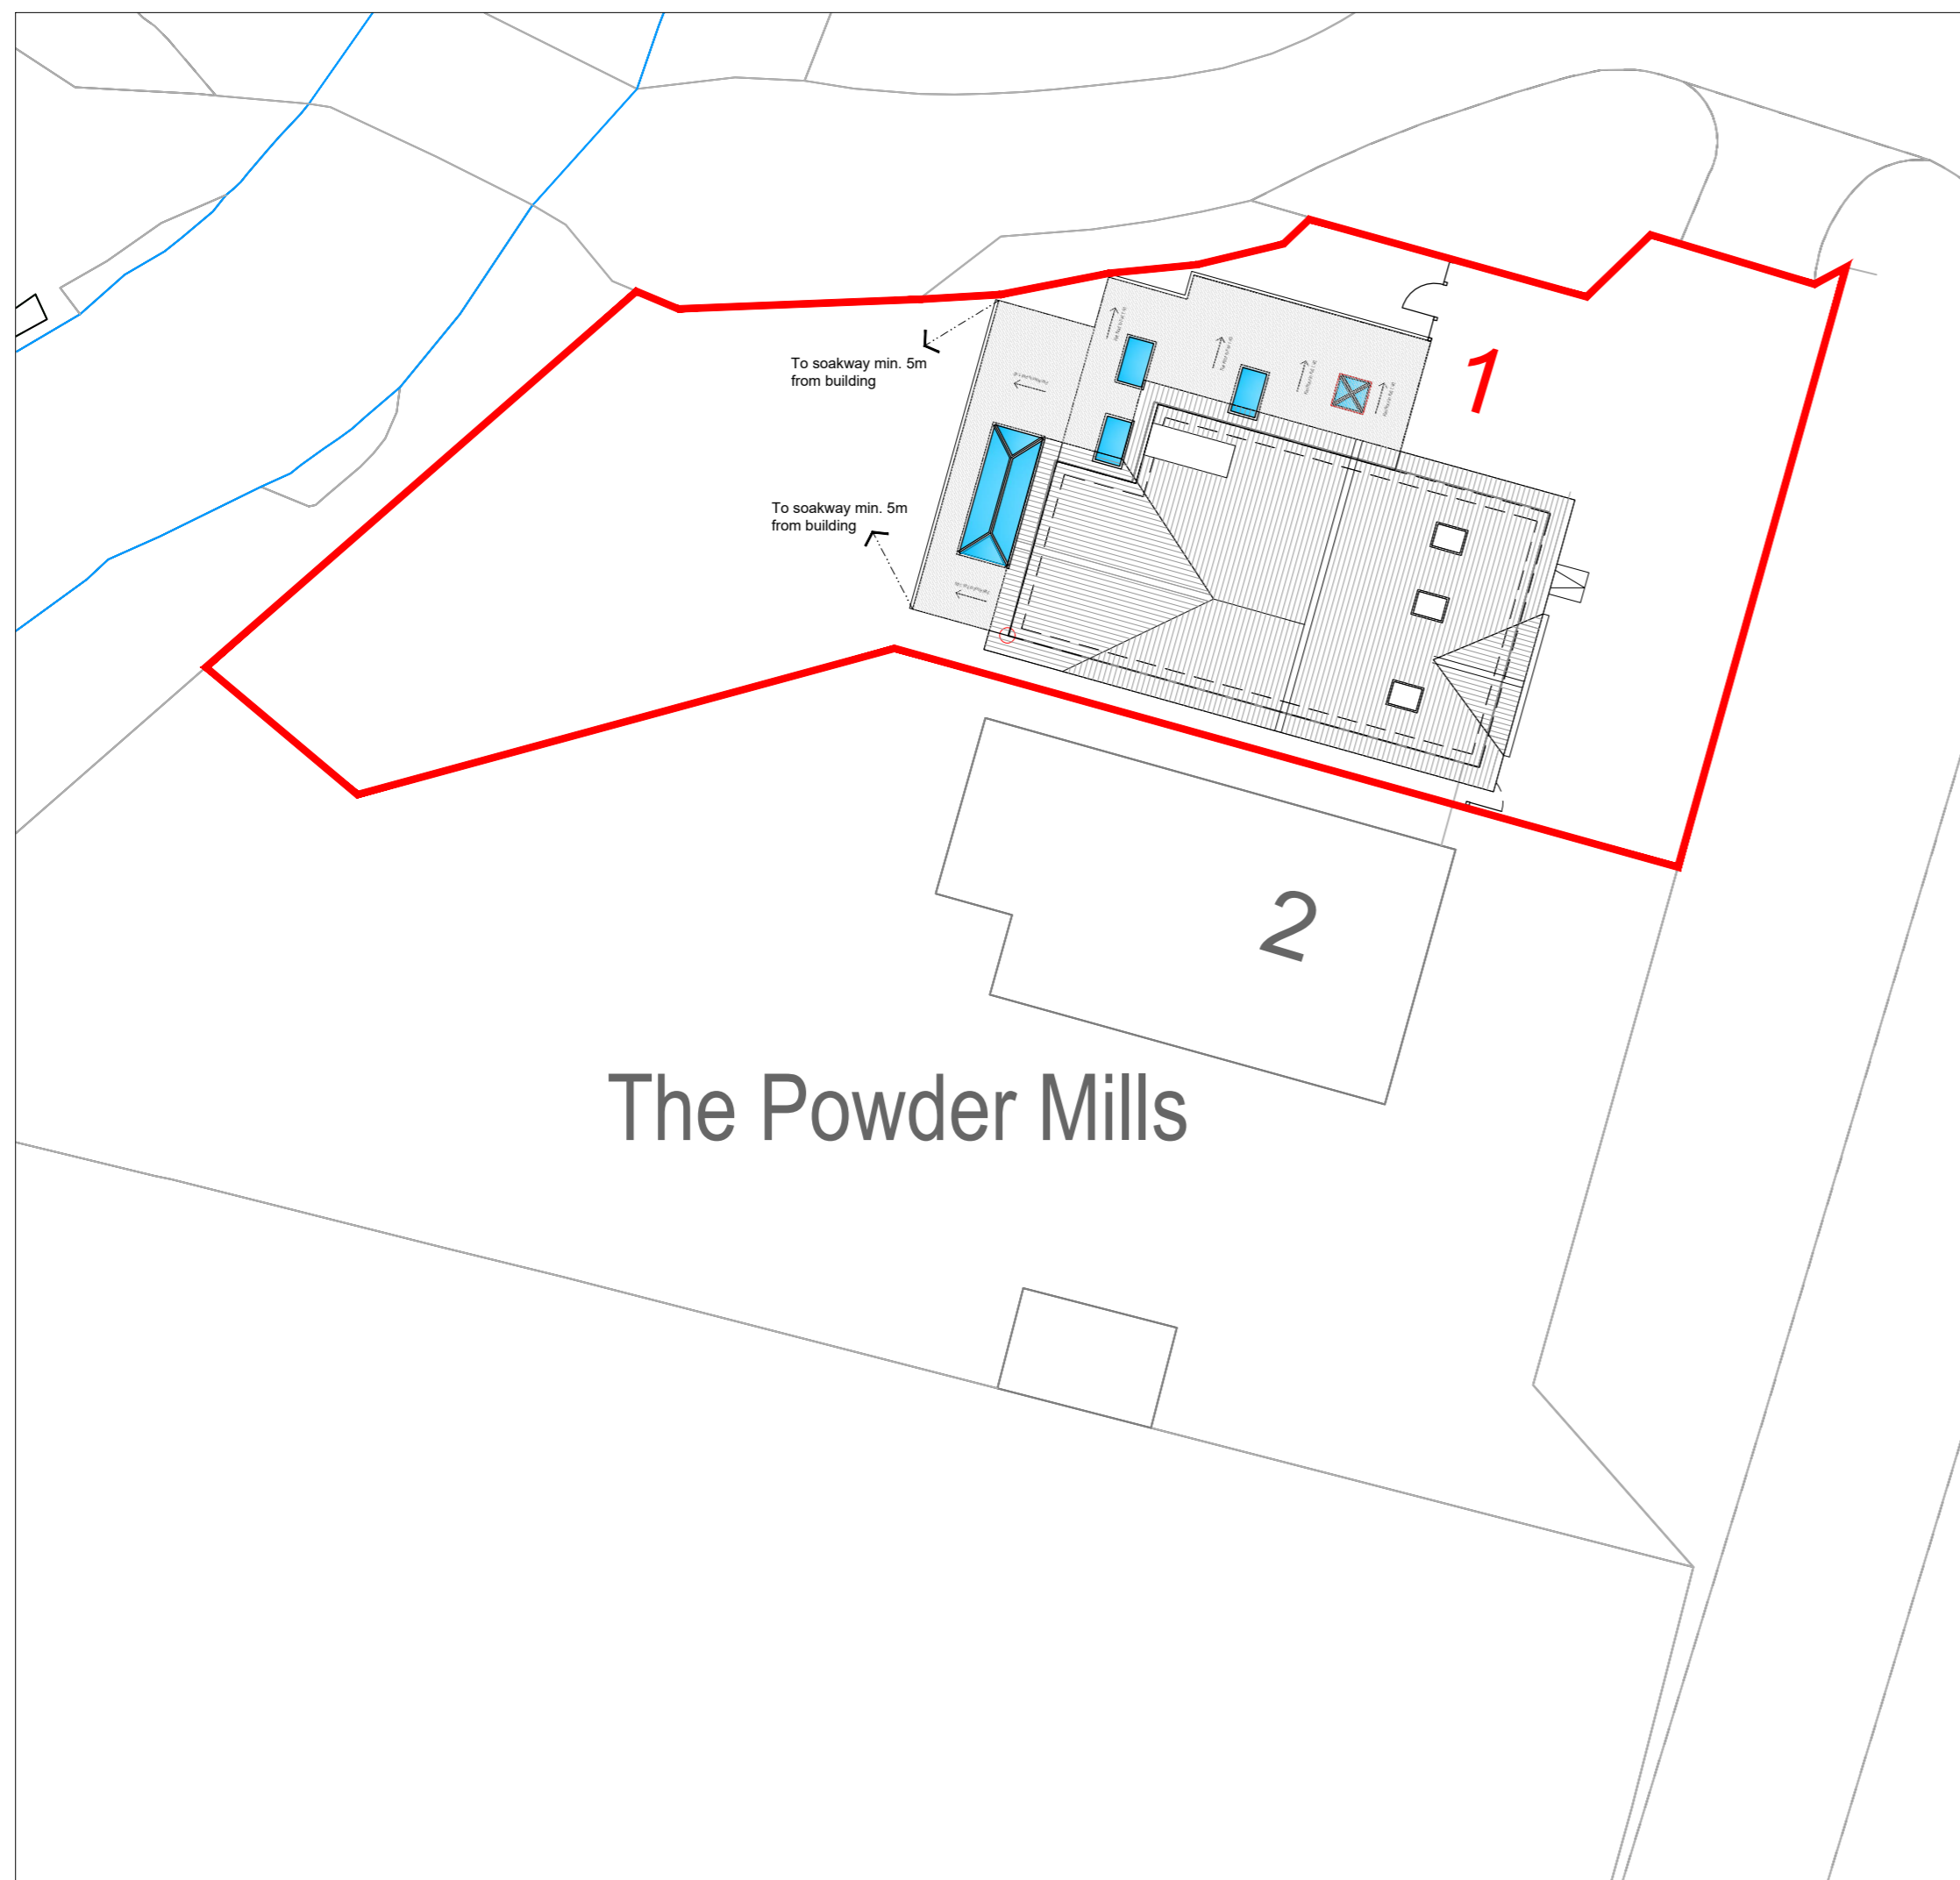 To soakway min. 5m
from building
1
To soakway min. 5m
from building
2
The Powder Mills